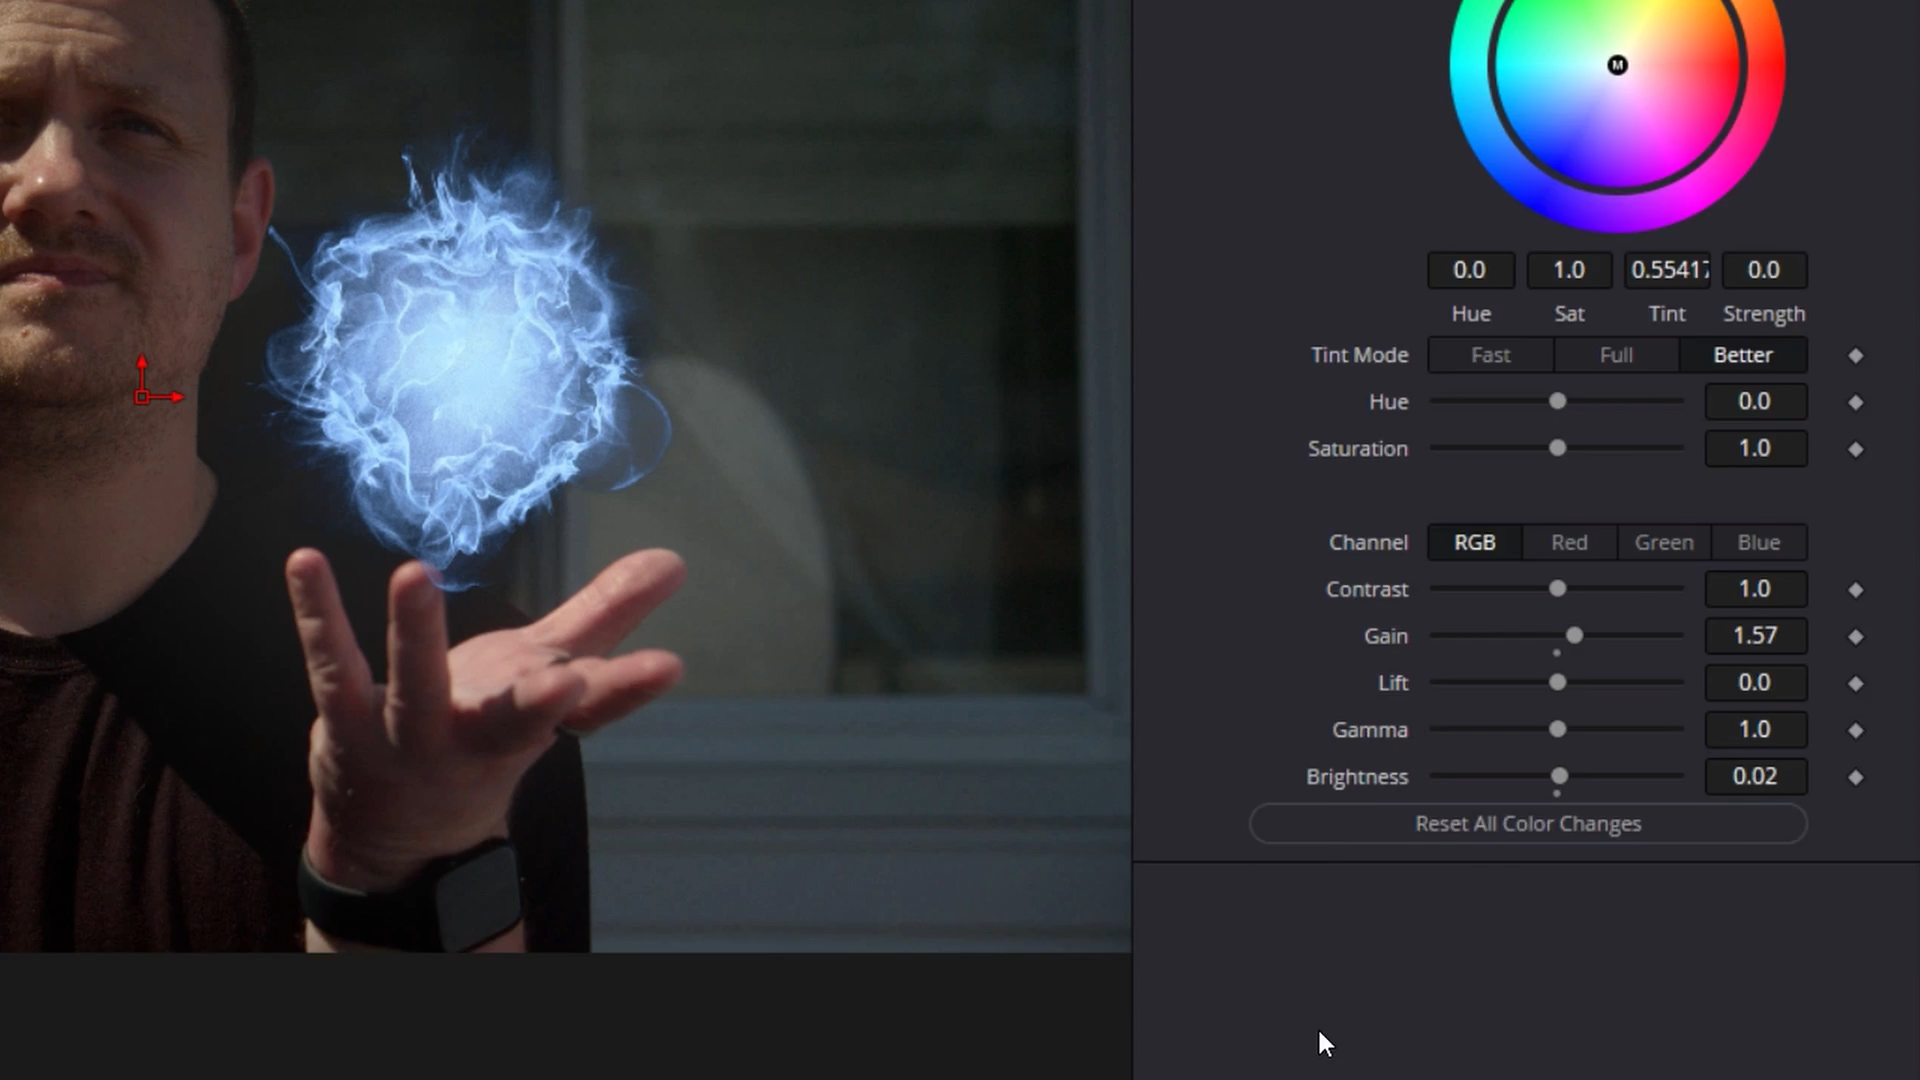 M
0.0 1.0 0.55417 0.0
Hue Sat Tint Strength
Tint Mode Fast Full Better
Hue 0.0
Saturation 1.0
Channel RGB Red Green Blue
Contrast 1.0
Gain 1.57
Lift 0.0
Gamma 1.0
Brightness 0.02
Reset All Color Changes